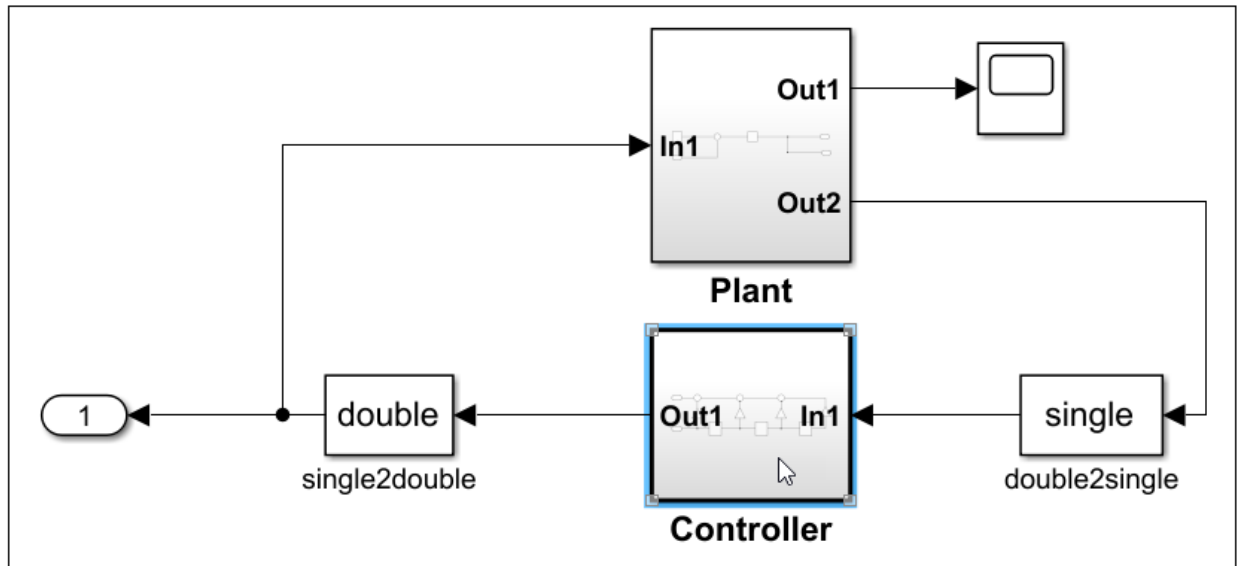 Out1
In1
Out2
Plant
1
double
Out1
In1
single
single2double
double2single
Controller